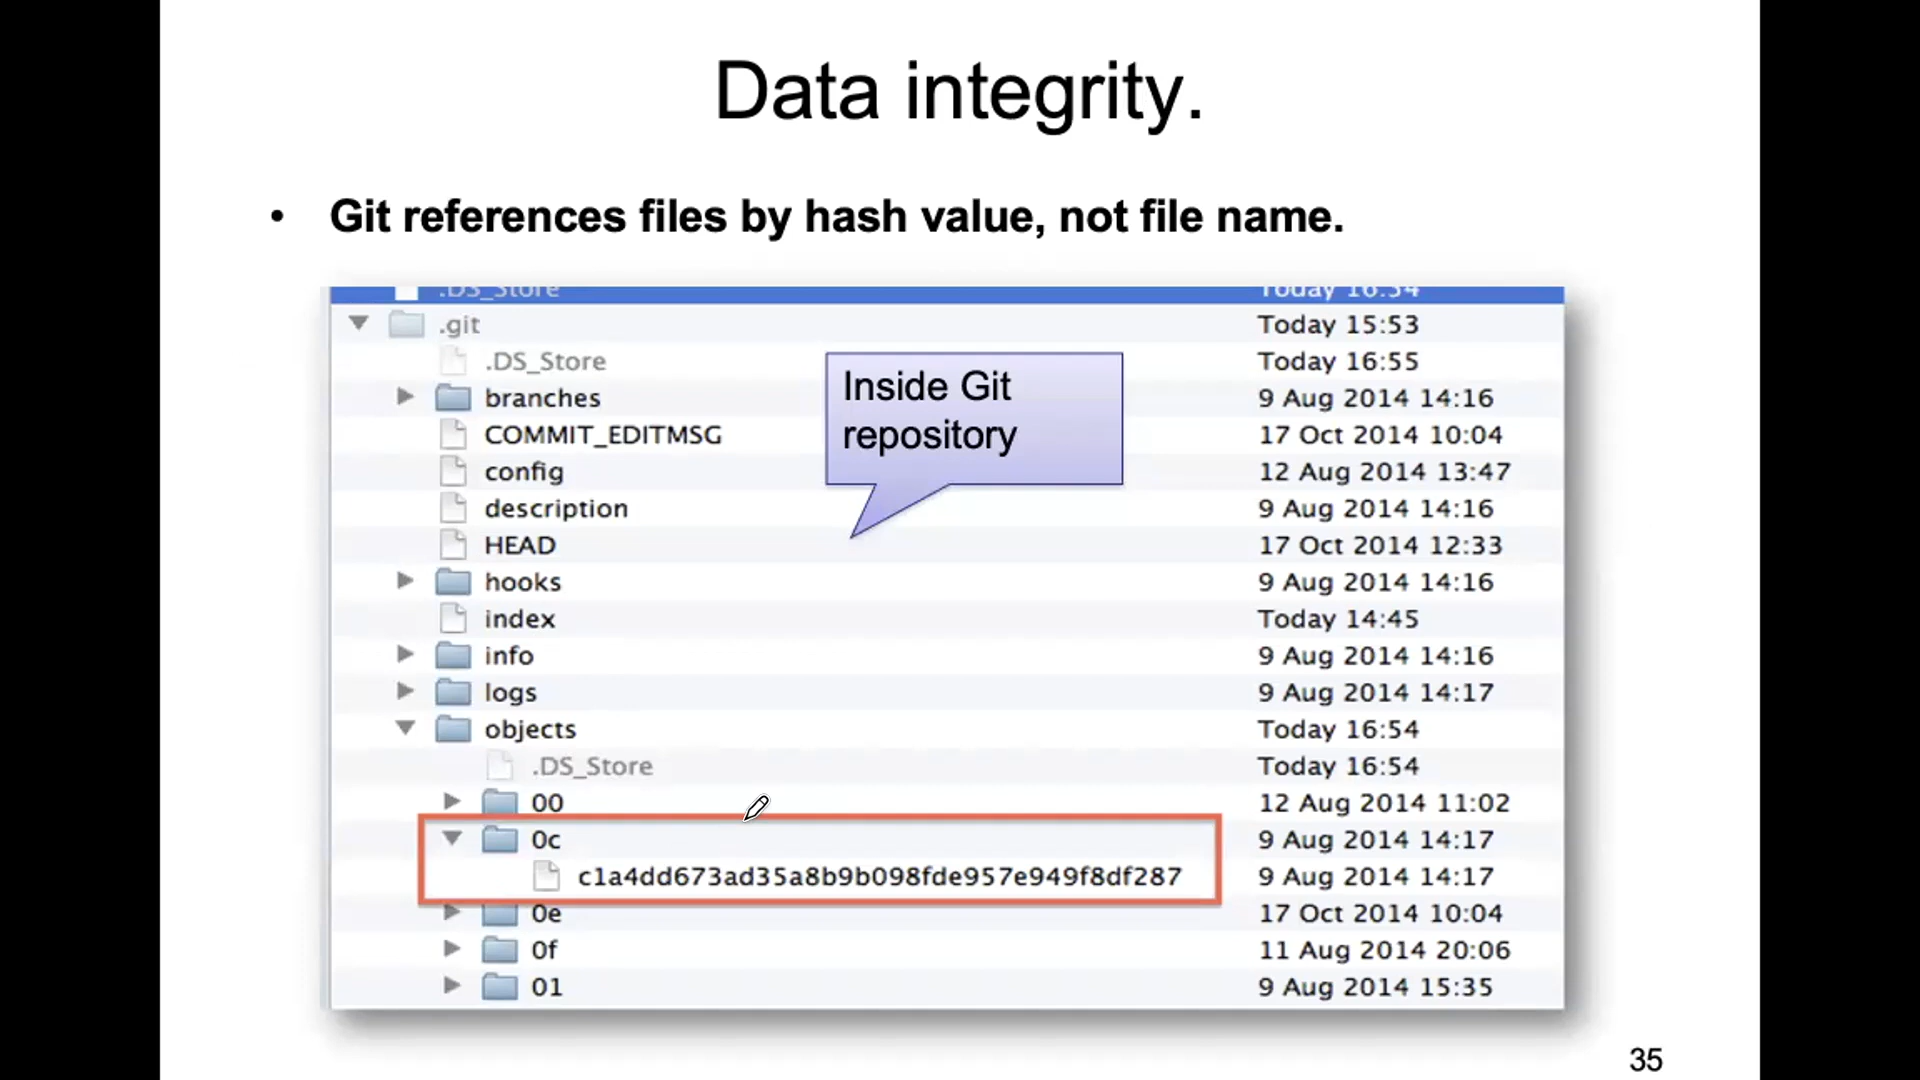 Data integrity.
• Git references files by hash value, not file name.
.DS_Store Today 16:54
.git Today 15:53
.DS_Store Today 16:55
branches 9 Aug 2014 14:16
Inside Git
repository
COMMIT_EDITMSG 17 Oct 2014 10:04
config 12 Aug 2014 13:47
description 9 Aug 2014 14:16
HEAD 17 Oct 2014 12:33
hooks 9 Aug 2014 14:16
index Today 14:45
info 9 Aug 2014 14:16
logs 9 Aug 2014 14:17
objects Today 16:54
.DS_Store Today 16:54
00 12 Aug 2014 11:02
0c 9 Aug 2014 14:17
c1a4dd673ad35a8b9b098fde957e949f8df287 9 Aug 2014 14:17
0e 17 Oct 2014 10:04
0f 11 Aug 2014 20:06
01 9 Aug 2014 15:35
35